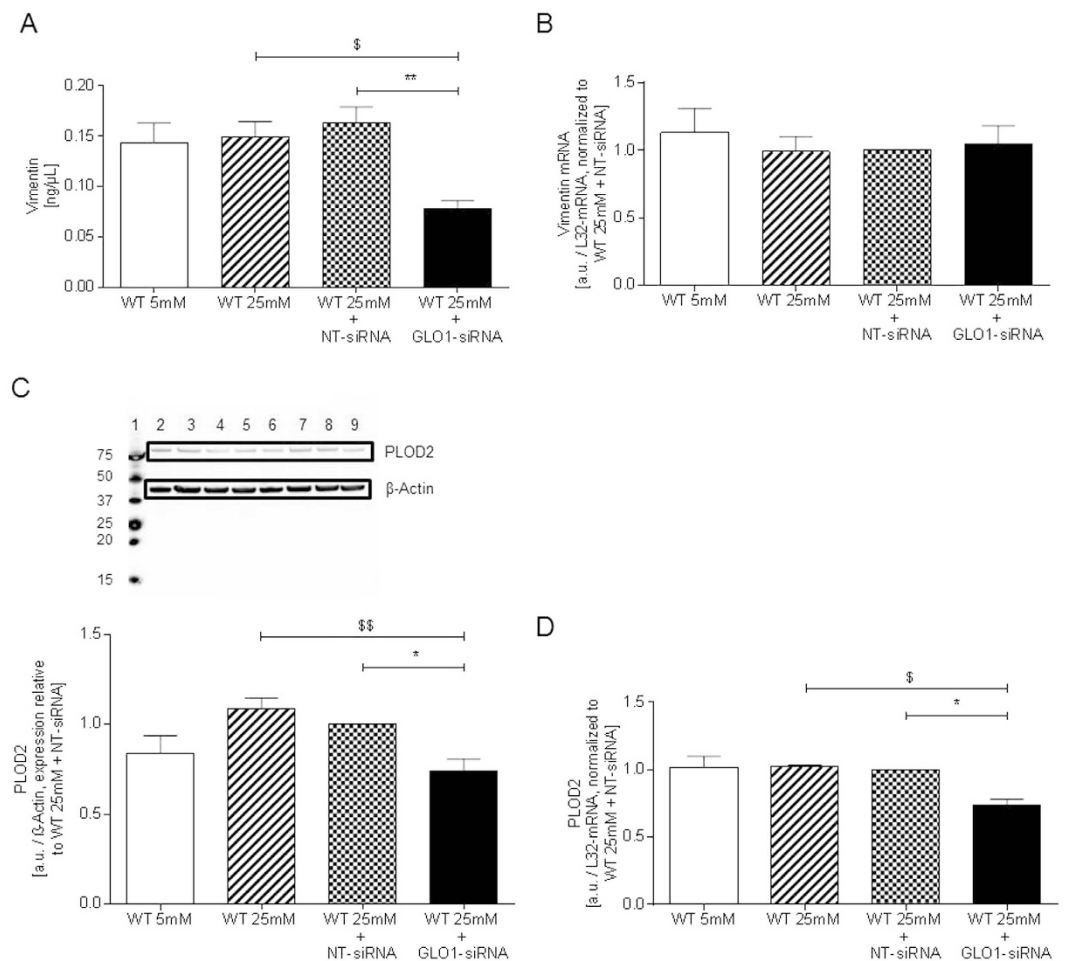 A
$
**
0.20
0.15
0.10
0.05
0.00
Vimentin
[ng/µL]
WT 5mM
WT 25mM
WT 25mM
+
NT-siRNA
WT 25mM
+
GLO1-siRNA
B
1.5
1.0
0.5
0.0
Vimentin mRNA
[a.u. / L32-mRNA, normalized to
WT 25mM + NT-siRNA]
WT 5mM
WT 25mM
WT 25mM
+
NT-siRNA
WT 25mM
+
GLO1-siRNA
C
1 2 3 4 5 6 7 8 9
75
50
37
25
20
15
PLOD2
β-Actin
$$
*
1.5
1.0
0.5
0.0
PLOD2
[a.u. / ß-Actin, expression relative
to WT 25mM + NT-siRNA]
WT 5mM
WT 25mM
WT 25mM
+
NT-siRNA
WT 25mM
+
GLO1-siRNA
D
$
*
1.5
1.0
0.5
0.0
PLOD2
[a.u. / L32-mRNA, normalized to
WT 25mM + NT-siRNA]
WT 5mM
WT 25mM
WT 25mM
+
NT-siRNA
WT 25mM
+
GLO1-siRNA